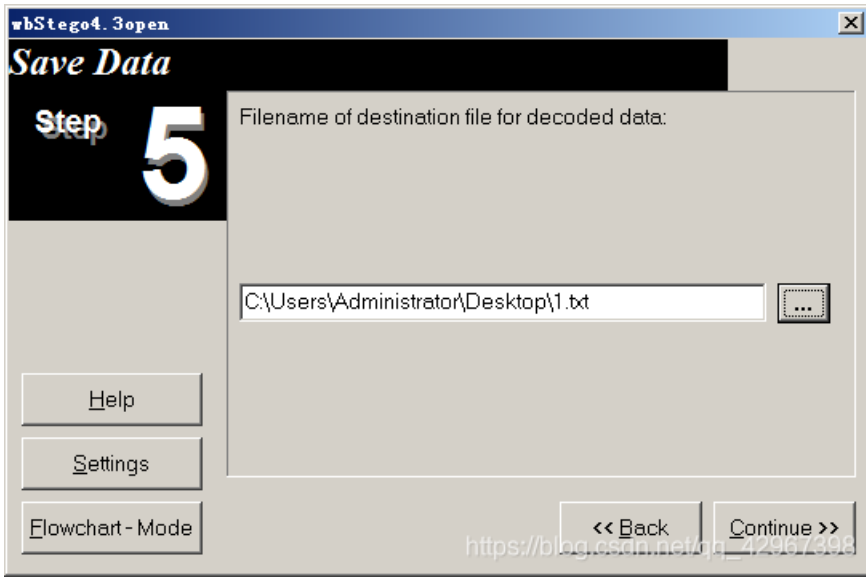 wbStego4.3open
Save Data
Step 5
Filename of destination file for decoded data:
C:\Users\Administrator\Desktop\1.txt
...
Help
Settings
Flowchart - Mode
<< Back
Continue >>
https://blog.csdn.net/qq_42967398